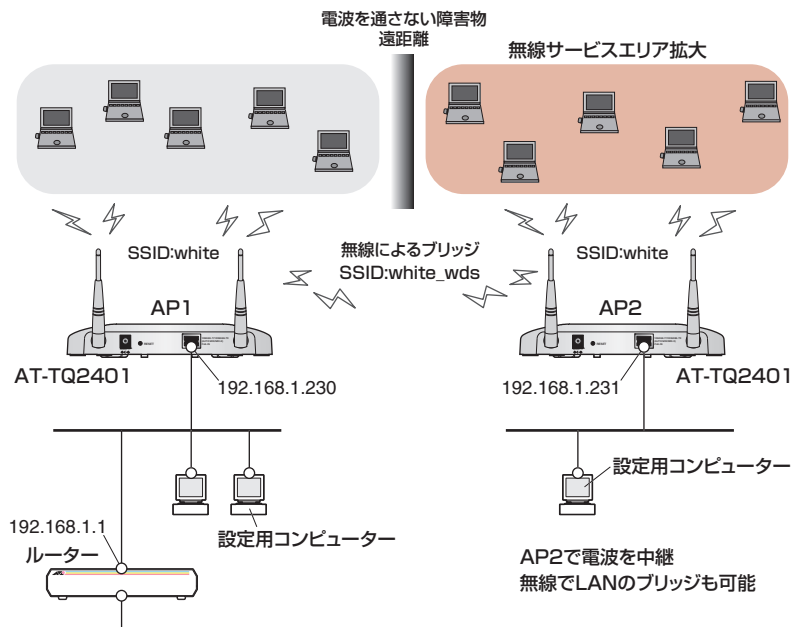 電波を通さない障害物
遠距離
無線サービスエリア拡大
SSID:white
無線によるブリッジ
SSID:white_wds
SSID:white
AP1
AP2
RESET
RESET
AT-TQ2401
192.168.1.230
192.168.1.231
AT-TQ2401
設定用コンピューター
192.168.1.1
ルーター
設定用コンピューター
AP2で電波を中継
無線でLANのブリッジも可能